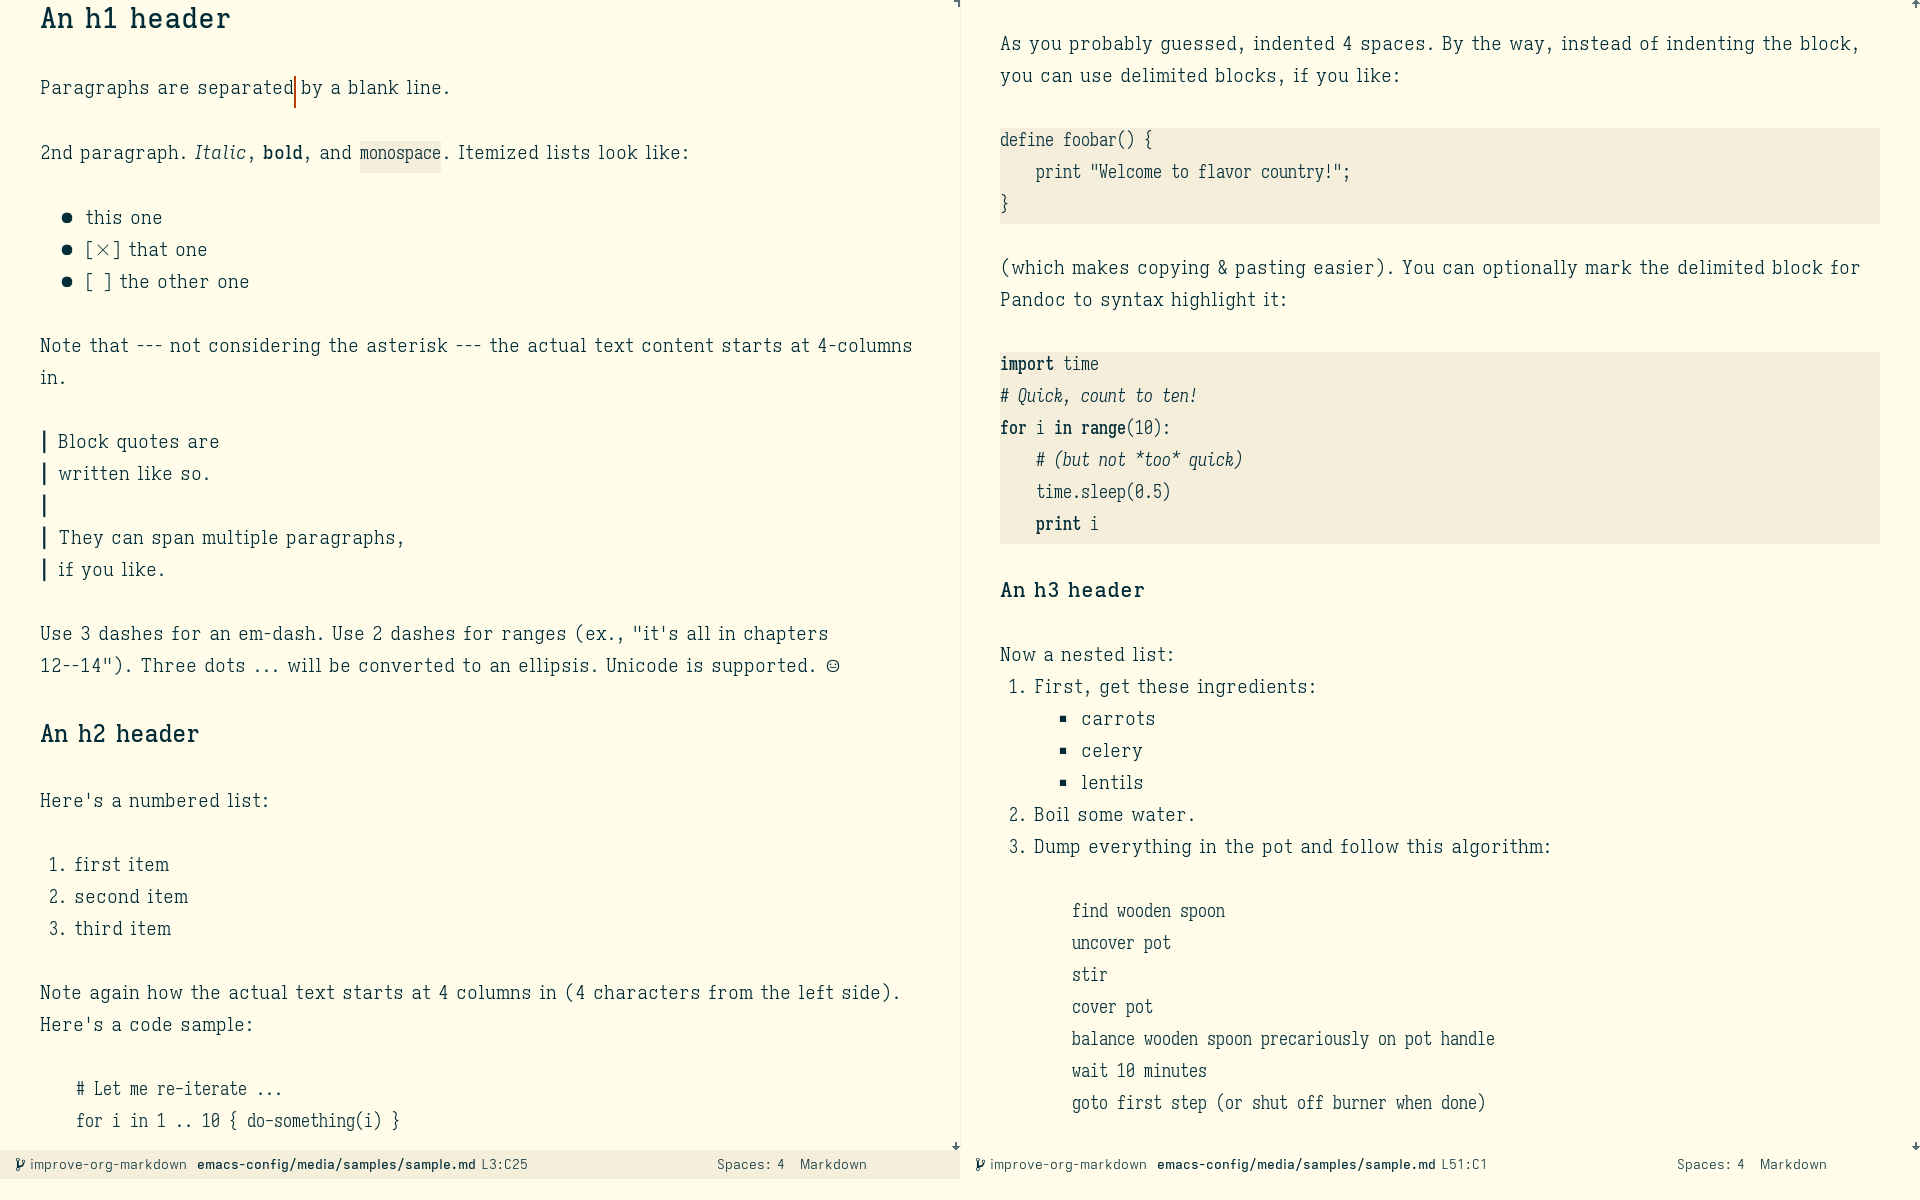 An h1 header
Paragraphs are separated by a blank line.
2nd paragraph. Italic, bold, and monospace. Itemized lists look like:
● this one
● [×] that one
● [ ] the other one
Note that --- not considering the asterisk --- the actual text content starts at 4-columns
in.
Block quotes are
written like so.
They can span multiple paragraphs,
if you like.
Use 3 dashes for an em-dash. Use 2 dashes for ranges (ex., "it's all in chapters
12--14"). Three dots ... will be converted to an ellipsis. Unicode is supported. ☺
An h2 header
Here's a numbered list:
1. first item
2. second item
3. third item
Note again how the actual text starts at 4 columns in (4 characters from the left side).
Here's a code sample:
# Let me re-iterate ...
for i in 1 .. 10 { do-something(i) }
improve-org-markdown emacs-config/media/samples/sample.md L3:C25 Spaces: 4 Markdown
As you probably guessed, indented 4 spaces. By the way, instead of indenting the block,
you can use delimited blocks, if you like:
define foobar() {
    print "Welcome to flavor country!";
}
(which makes copying & pasting easier). You can optionally mark the delimited block for
Pandoc to syntax highlight it:
import time
# Quick, count to ten!
for i in range(10):
    # (but not *too* quick)
    time.sleep(0.5)
    print i
An h3 header
Now a nested list:
1. First, get these ingredients:
▪ carrots
▪ celery
▪ lentils
2. Boil some water.
3. Dump everything in the pot and follow this algorithm:
find wooden spoon
uncover pot
stir
cover pot
balance wooden spoon precariously on pot handle
wait 10 minutes
goto first step (or shut off burner when done)
improve-org-markdown emacs-config/media/samples/sample.md L51:C1 Spaces: 4 Markdown